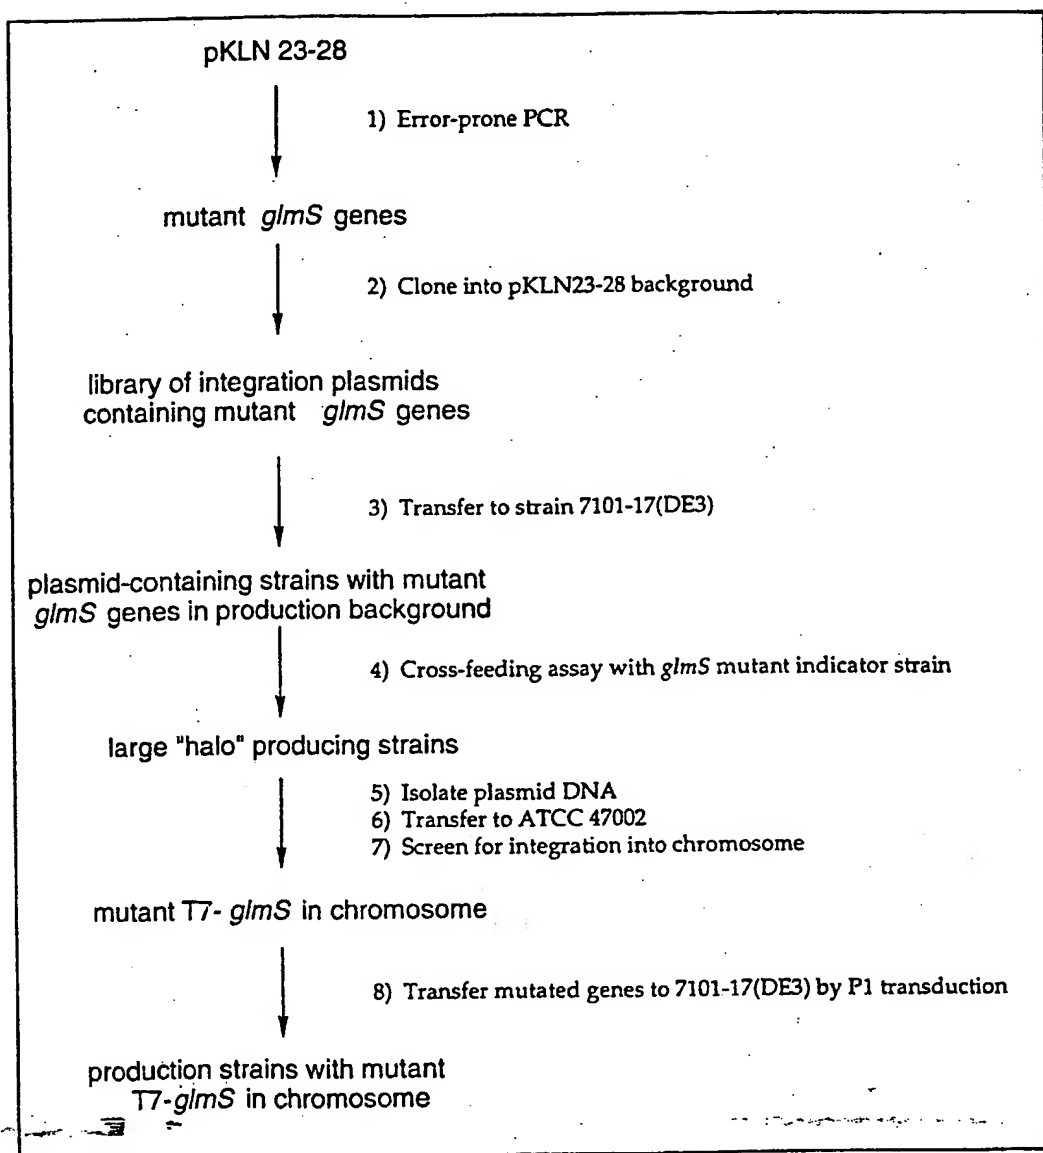 pKLN 23-28
1) Error-prone PCR
mutant glmS genes
2) Clone into pKLN23-28 background
library of integration plasmids
containing mutant glmS genes
3) Transfer to strain 7101-17(DE3)
plasmid-containing strains with mutant
glmS genes in production background
4) Cross-feeding assay with glmS mutant indicator strain
large "halo" producing strains
5) Isolate plasmid DNA
6) Transfer to ATCC 47002
7) Screen for integration into chromosome
mutant T7- glmS in chromosome
8) Transfer mutated genes to 7101-17(DE3) by P1 transduction
production strains with mutant
T7-glmS in chromosome